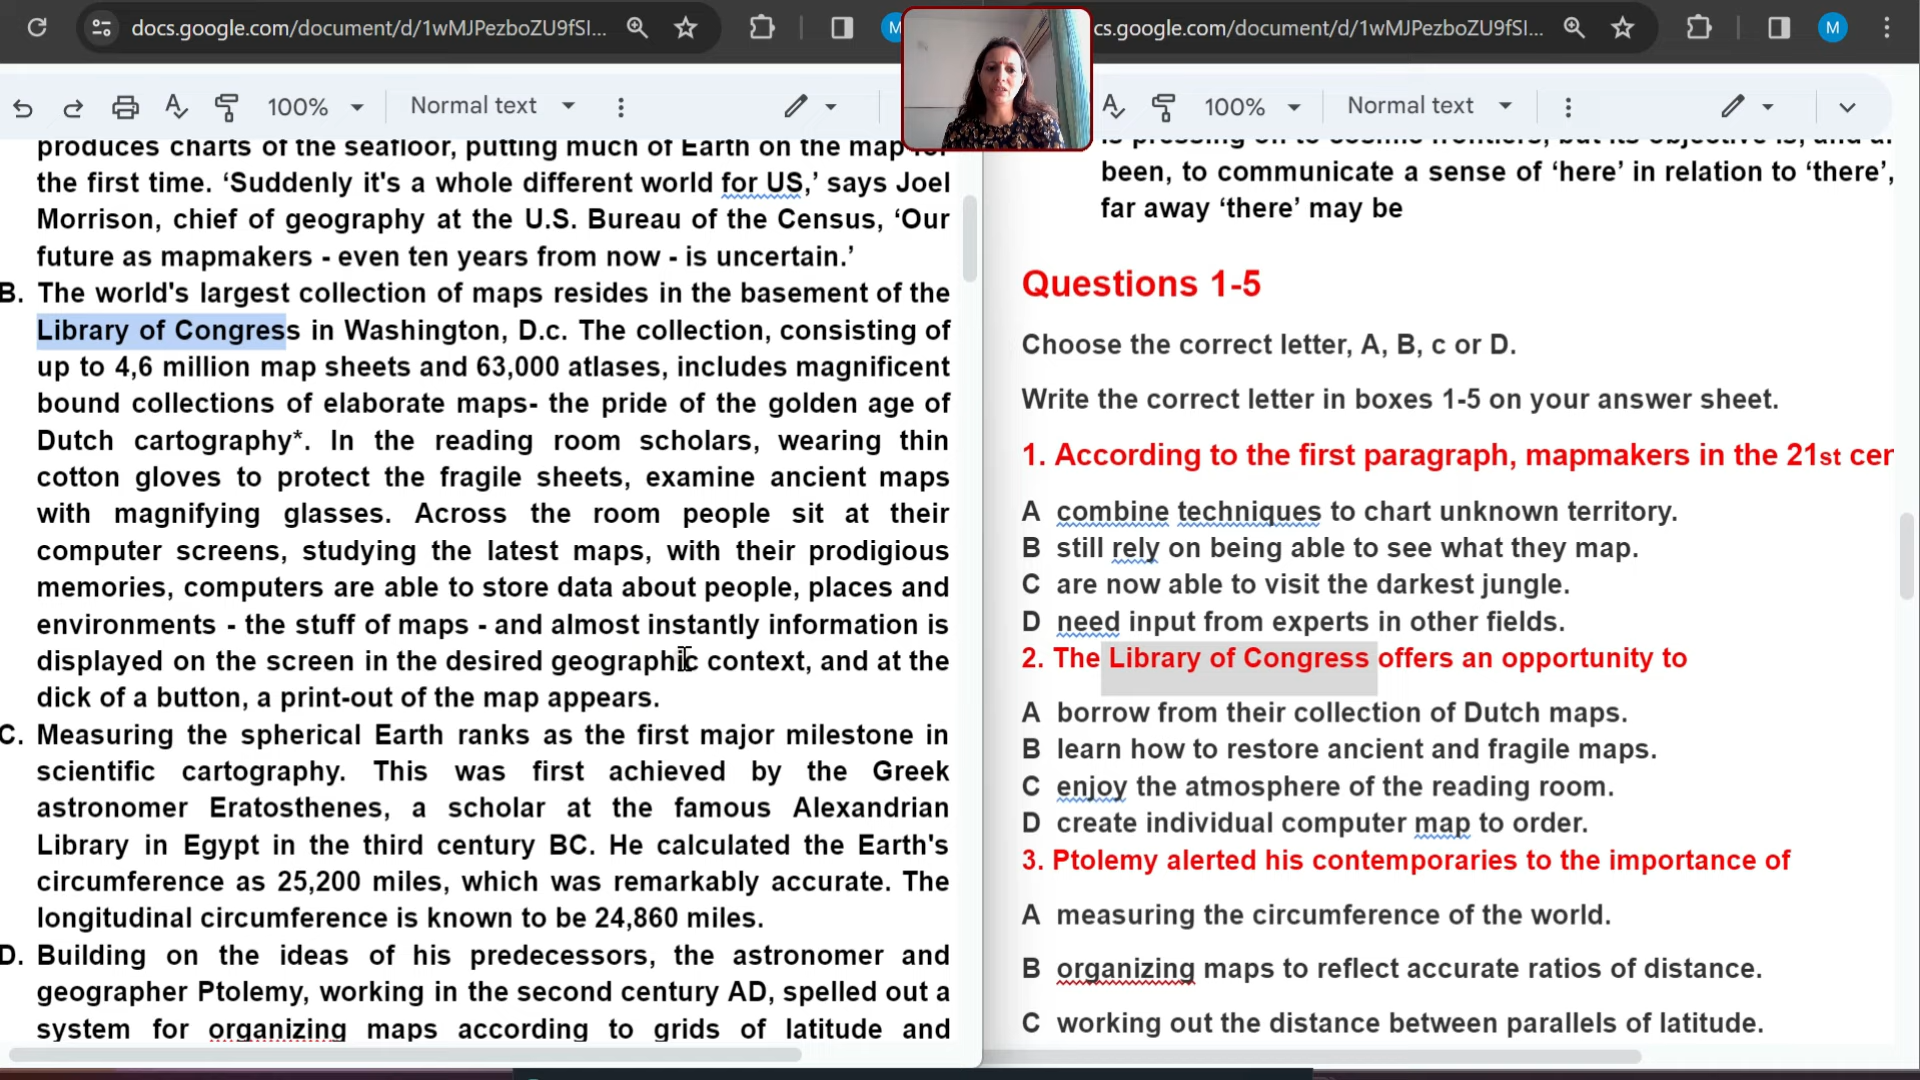 docs.google.com/document/d/1wMJPezboZU9fSl...
M
cs.google.com/document/d/1wMJPezboZU9fSl...
M
100%
Normal text
100%
Normal text
produces charts of the seafloor, putting much of Earth on the map for
the first time. ‘Suddenly it's a whole different world for US,’ says Joel
Morrison, chief of geography at the U.S. Bureau of the Census, ‘Our
future as mapmakers - even ten years from now - is uncertain.’
B. The world's largest collection of maps resides in the basement of the
Library of Congress in Washington, D.c. The collection, consisting of
up to 4,6 million map sheets and 63,000 atlases, includes magnificent
bound collections of elaborate maps- the pride of the golden age of
Dutch cartography*. In the reading room scholars, wearing thin
cotton gloves to protect the fragile sheets, examine ancient maps
with magnifying glasses. Across the room people sit at their
computer screens, studying the latest maps, with their prodigious
memories, computers are able to store data about people, places and
environments - the stuff of maps - and almost instantly information is
displayed on the screen in the desired geographic context, and at the
dick of a button, a print-out of the map appears.
C. Measuring the spherical Earth ranks as the first major milestone in
scientific cartography. This was first achieved by the Greek
astronomer Eratosthenes, a scholar at the famous Alexandrian
Library in Egypt in the third century BC. He calculated the Earth's
circumference as 25,200 miles, which was remarkably accurate. The
longitudinal circumference is known to be 24,860 miles.
D. Building on the ideas of his predecessors, the astronomer and
geographer Ptolemy, working in the second century AD, spelled out a
system for organizing maps according to grids of latitude and
is pressing on to cosmic frontiers, but its objective is, and al
been, to communicate a sense of ‘here’ in relation to ‘there’,
far away ‘there’ may be
Questions 1-5
Choose the correct letter, A, B, c or D.
Write the correct letter in boxes 1-5 on your answer sheet.
1. According to the first paragraph, mapmakers in the 21st cer
A combine techniques to chart unknown territory.
B still rely on being able to see what they map.
C are now able to visit the darkest jungle.
D need input from experts in other fields.
2. The Library of Congress offers an opportunity to
A borrow from their collection of Dutch maps.
B learn how to restore ancient and fragile maps.
C enjoy the atmosphere of the reading room.
D create individual computer map to order.
3. Ptolemy alerted his contemporaries to the importance of
A measuring the circumference of the world.
B organizing maps to reflect accurate ratios of distance.
C working out the distance between parallels of latitude.